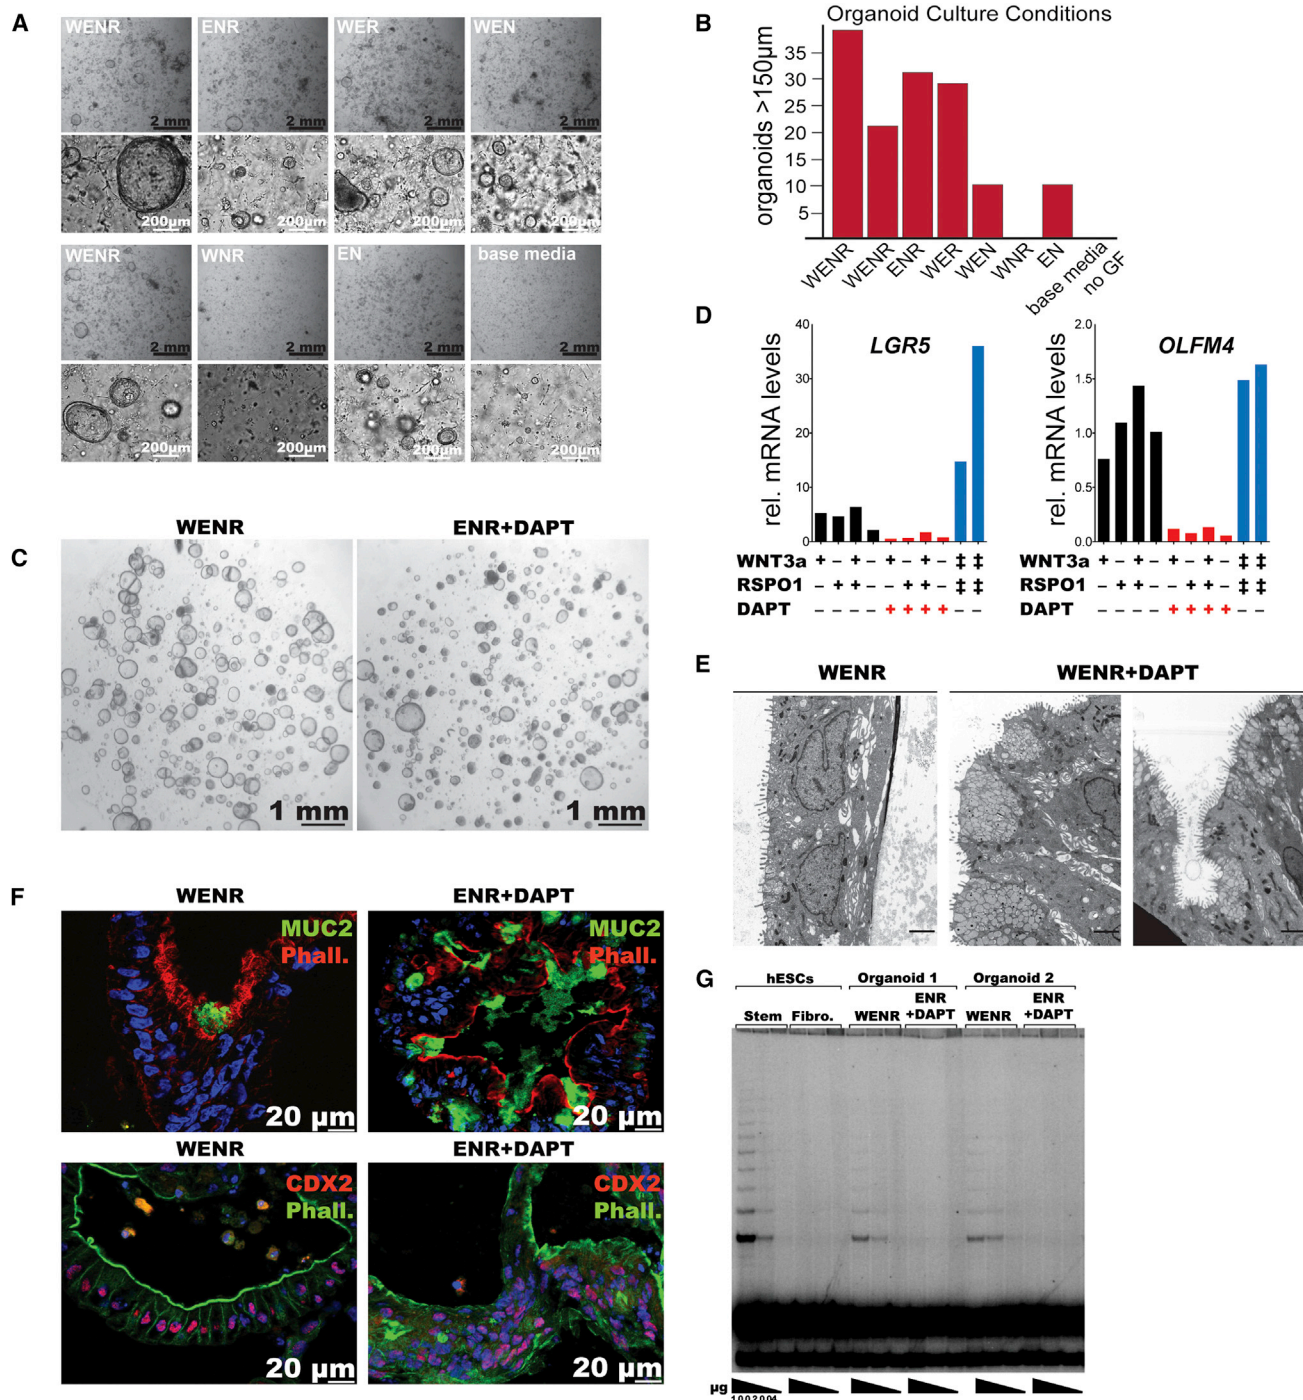 A
WENR ENR WER WEN
2 mm 2 mm 2 mm 2 mm
200µm 200µm 200µm 200µm
WENR WNR EN base media
2 mm 2 mm 2 mm 2 mm
200µm 200µm 200µm 200µm
B
Organoid Culture Conditions
organoids >150µm
35
30
25
20
15
10
5
WENR WENR ENR WER WEN WNR EN base media no GF
C
WENR ENR+DAPT
1 mm 1 mm
D
LGR5
rel. mRNA levels
40
30
20
10
0
WNT3a + – + – + – + – ‡ ‡
RSPO1 – + + – – + + – ‡ ‡
DAPT – – – – + + + + – –
OLFM4
rel. mRNA levels
2.0
1.5
1.0
0.5
0
WNT3a + – + – + – + – ‡ ‡
RSPO1 – + + – – + + – ‡ ‡
DAPT – – – – + + + + – –
E
WENR WENR+DAPT
F
WENR ENR+DAPT
MUC2 MUC2
Phall. Phall.
20 µm 20 µm
WENR ENR+DAPT
CDX2 CDX2
Phall. Phall.
20 µm 20 µm
G
hESCs Organoid 1 Organoid 2
Stem Fibro. WENR ENR +DAPT WENR ENR +DAPT
µg